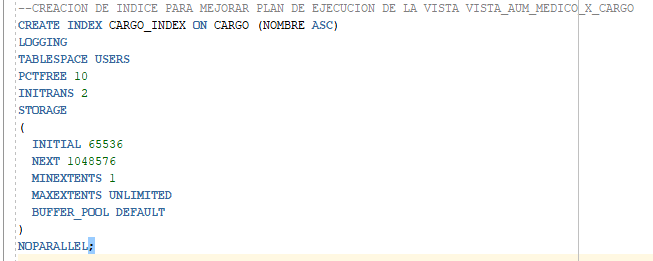 --CREACION DE INDICE PARA MEJORAR PLAN DE EJECUCION DE LA VISTA VISTA_AUM_MEDICO_X_CARGO
CREATE INDEX CARGO_INDEX ON CARGO (NOMBRE ASC)
LOGGING
TABLESPACE USERS
PCTFREE 10
INITRANS 2
STORAGE
(
  INITIAL 65536
  NEXT 1048576
  MINEXTENTS 1
  MAXEXTENTS UNLIMITED
  BUFFER_POOL DEFAULT
)
NOPARALLEL;